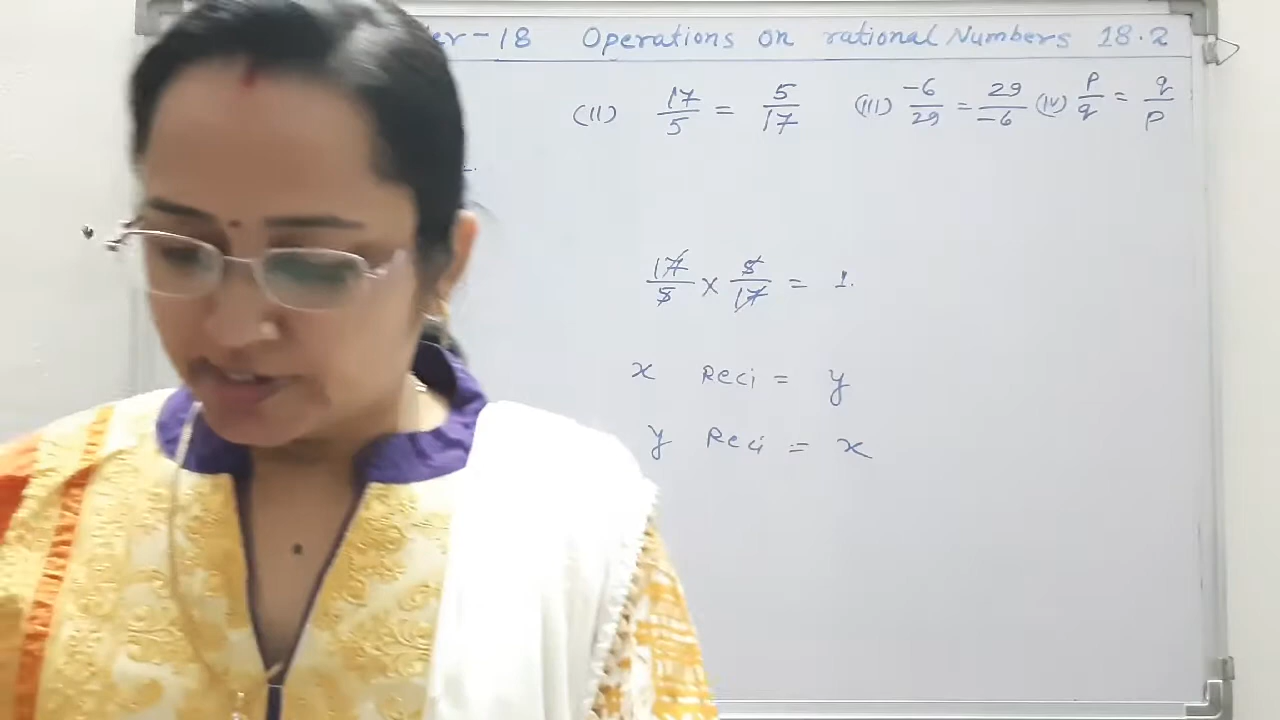 er-18 Operations on rational Numbers 18.2
(II) 17/5 = 5/17 (III) -6/29 = 29/-6 (IV) p/q = q/p
17/5 × 5/17 = 1.
x Reci = y
y Reci = x